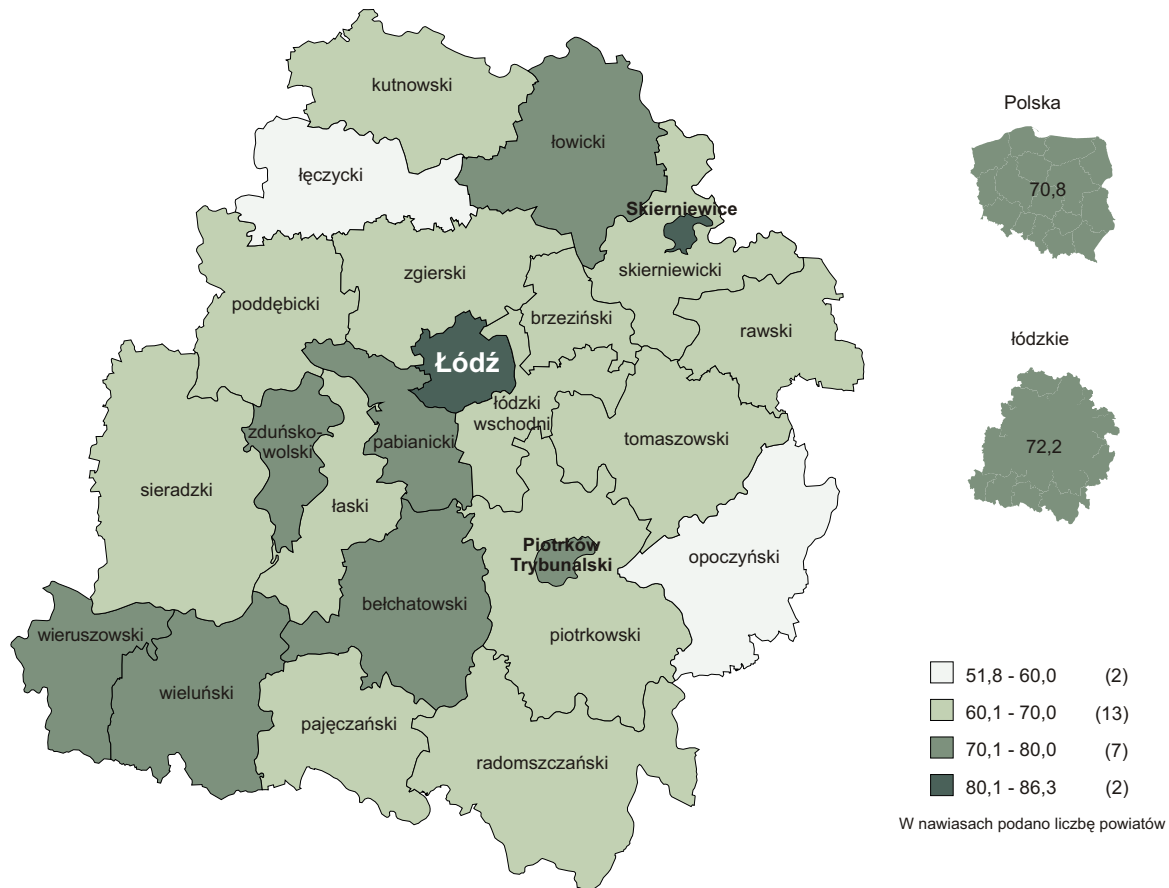 kutnowski
łowicki
łęczycki
Skierniewice
zgierski
skierniewicki
poddębicki
brzeziński
rawski
Łódź
łódzki
wschodni
zduńsko-
wolski
pabianicki
tomaszowski
sieradzki
łaski
Piotrków
Trybunalski
opoczyński
bełchatowski
wieruszowski
piotrkowski
wieluński
pajęczański
radomszczański
Polska
70,8
łódzkie
72,2
51,8 - 60,0 (2)
60,1 - 70,0 (13)
70,1 - 80,0 (7)
80,1 - 86,3 (2)
W nawiasach podano liczbę powiatów